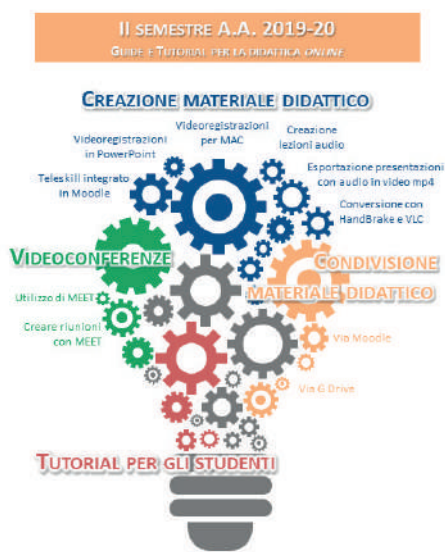 II SEMESTRE A.A. 2019-20
GUIDE E TUTORIAL PER LA DIDATTICA ONLINE
CREAZIONE MATERIALE DIDATTICO
Videoregistrazioni
in PowerPoint
Videoregistrazioni
per MAC
Creazione
lezioni audio
Teleskill integrato
in Moodle
Esportazione presentazioni
con audio in video mp4
Conversione con
HandBrake e VLC
VIDEOCONFERENZE
Utilizzo di MEET
Creare riunioni
con MEET
CONDIVISIONE
MATERIALE DIDATTICO
Via Moodle
Via G Drive
TUTORIAL PER GLI STUDENTI